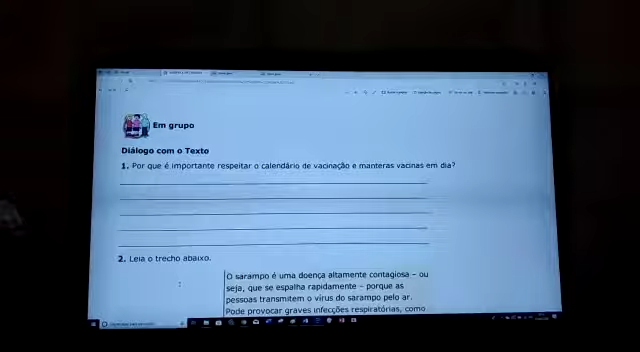 Em grupo
Diálogo com o Texto
1. Por que é importante respeitar o calendário de vacinação e manteras vacinas em dia?
2. Leia o trecho abaixo.
O sarampo é uma doença altamente contagiosa – ou
seja, que se espalha rapidamente – porque as
pessoas transmitem o vírus do sarampo pelo ar.
Pode provocar graves infecções respiratórias, como